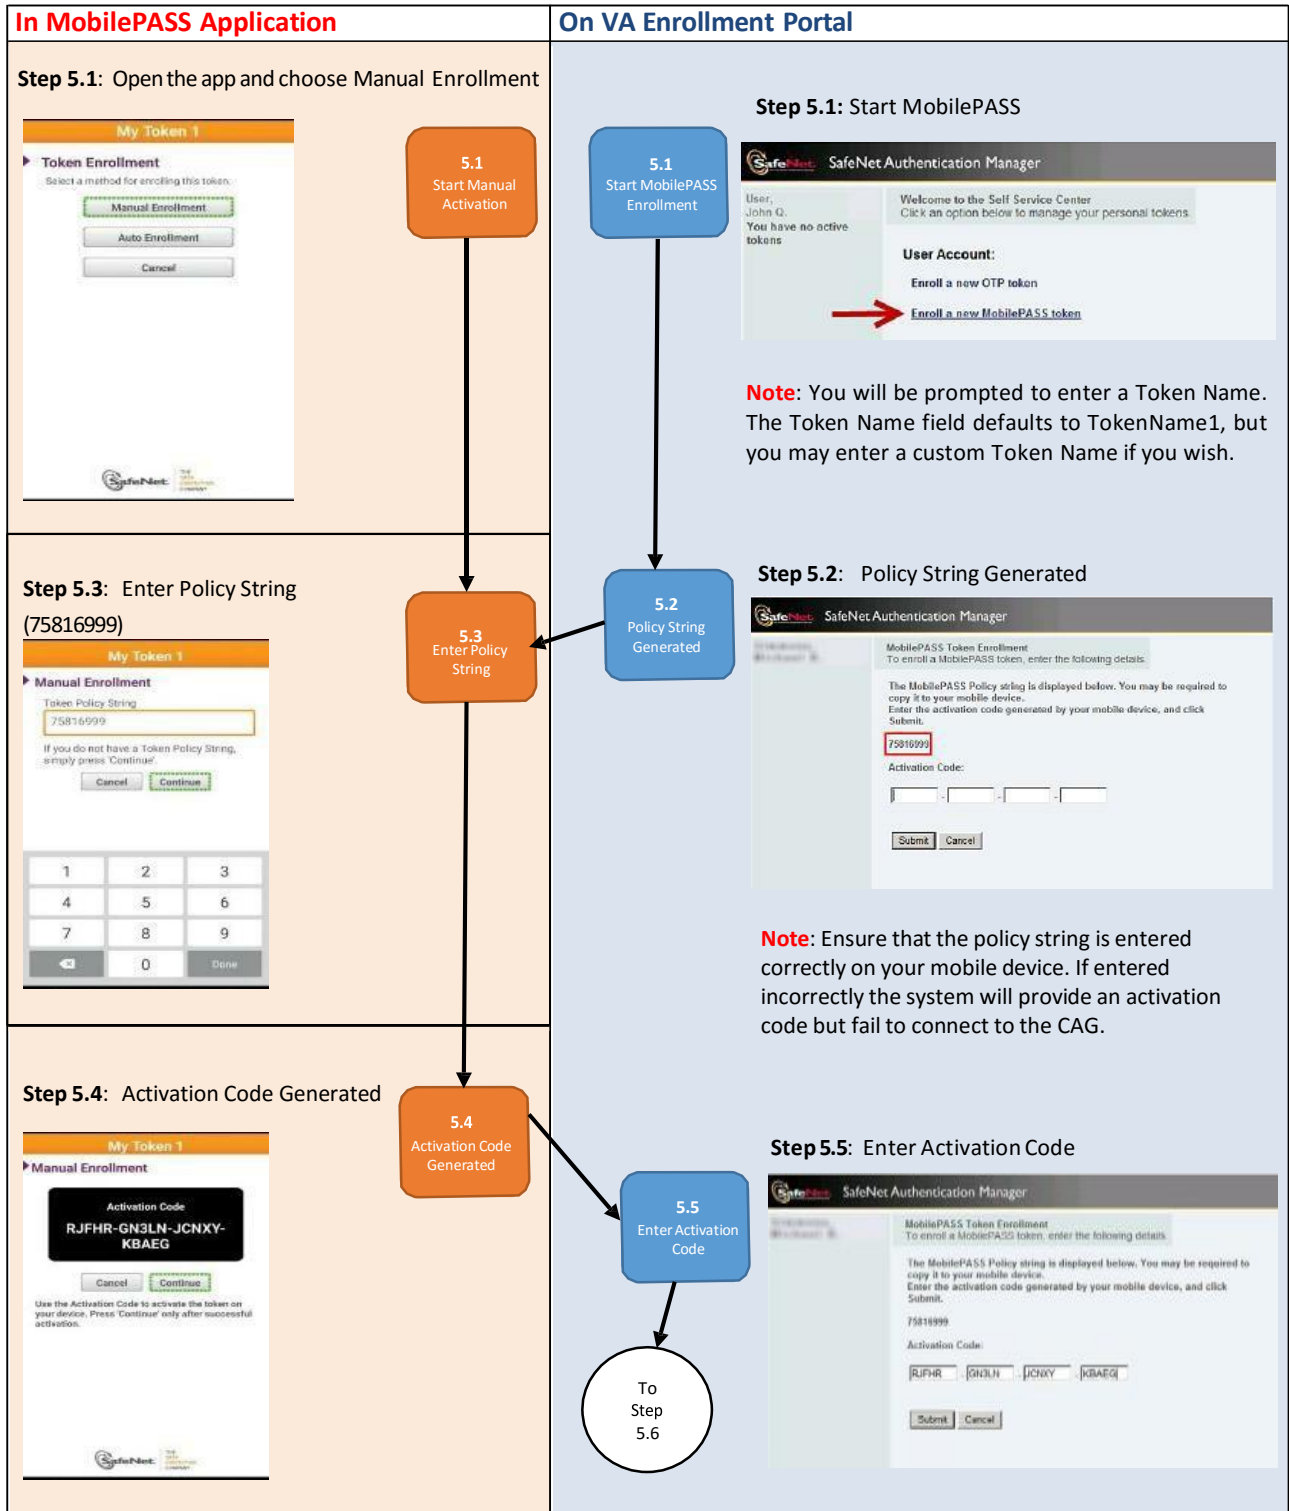 In MobilePASS Application
On VA Enrollment Portal
Step 5.1: Open the app and choose Manual Enrollment
My Token 1
Token Enrollment
Select a method for enrolling this token.
Manual Enrollment
Auto Enrollment
Cancel
SafeNet.
THE
5.1
Start Manual
Activation
5.1
Start MobilePASS
Enrollment
Step 5.1: Start MobilePASS
SafeNet. SafeNet Authentication Manager
User,
John Q.
You have no active
tokens
Welcome to the Self Service Center
Click an option below to manage your personal tokens.
User Account:
Enroll a new OTP token
Enroll a new MobilePASS token
Note: You will be prompted to enter a Token Name.
The Token Name field defaults to TokenName1, but
you may enter a custom Token Name if you wish.
Step 5.3: Enter Policy String
(75816999)
My Token 1
Manual Enrollment
Token Policy String
75816999
If you do not have a Token Policy String,
simply press 'Continue'.
Cancel Continue
1 2 3
4 5 6
7 8 9
0 Done
5.3
Enter Policy
String
5.2
Policy String
Generated
Step 5.2: Policy String Generated
SafeNet. SafeNet Authentication Manager
MobilePASS Token Enrollment
To enroll a MobilePASS token, enter the following details.
The MobilePASS Policy string is displayed below. You may be required to
copy it to your mobile device.
Enter the activation code generated by your mobile device, and click
Submit.
75816999
Activation Code:
- - -
Submit Cancel
Note: Ensure that the policy string is entered
correctly on your mobile device. If entered
incorrectly the system will provide an activation
code but fail to connect to the CAG.
Step 5.4: Activation Code Generated
My Token 1
Manual Enrollment
Activation Code
RJFHR-GN3LN-JCNXY-
KBAEG
Cancel Continue
Use the Activation Code to activate the token on
your device. Press 'Continue' only after successful
activation.
SafeNet.
THE
5.4
Activation Code
Generated
5.5
Enter Activation
Code
To
Step
5.6
Step 5.5: Enter Activation Code
SafeNet. SafeNet Authentication Manager
MobilePASS Token Enrollment
To enroll a MobilePASS token, enter the following details.
The MobilePASS Policy string is displayed below. You may be required to
copy it to your mobile device.
Enter the activation code generated by your mobile device, and click
Submit.
75816999
Activation Code:
RJFHR - GN3LN - JCNXY - KBAEG
Submit Cancel